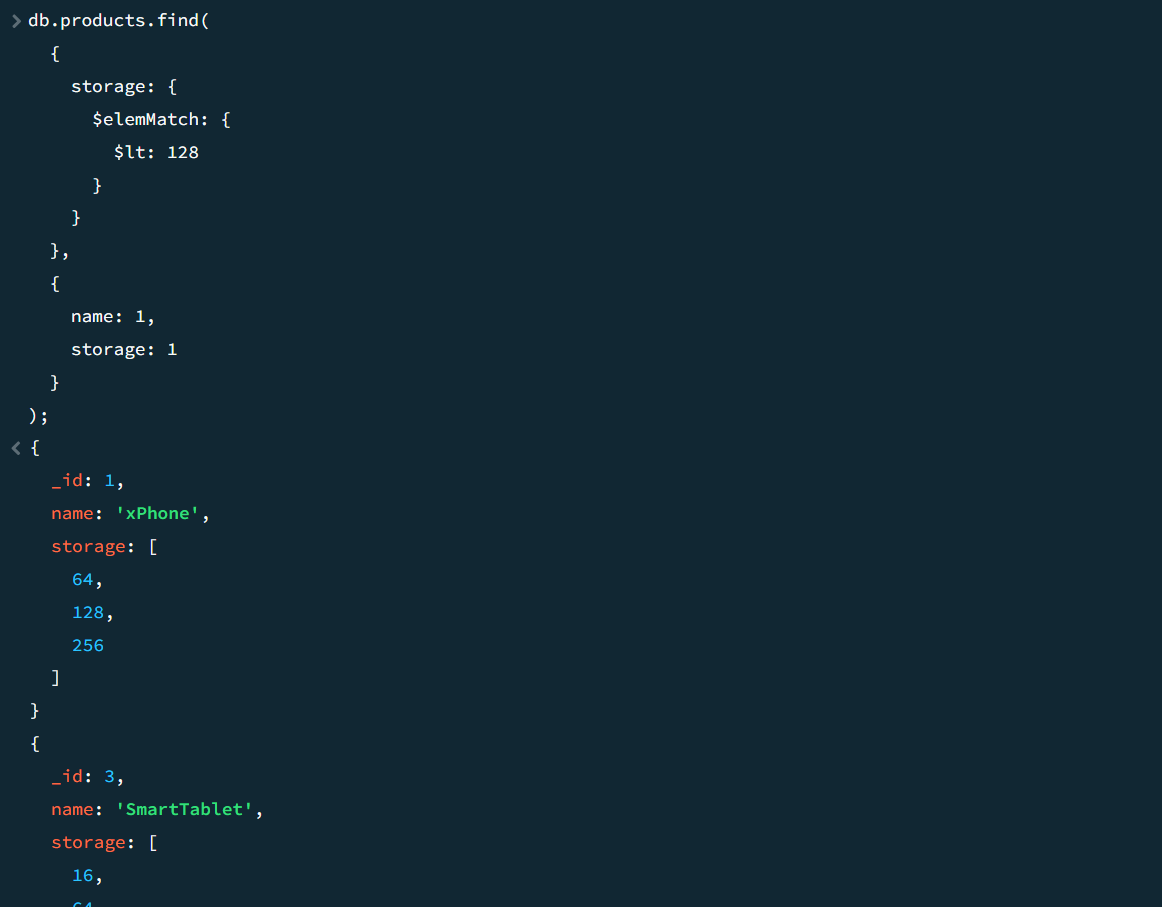 db.products.find(
{
storage: {
$elemMatch: {
$lt: 128
}
}
},
{
name: 1,
storage: 1
}
);
{
_id: 1,
name: 'xPhone',
storage: [
64,
128,
256
]
}
{
_id: 3,
name: 'SmartTablet',
storage: [
16,